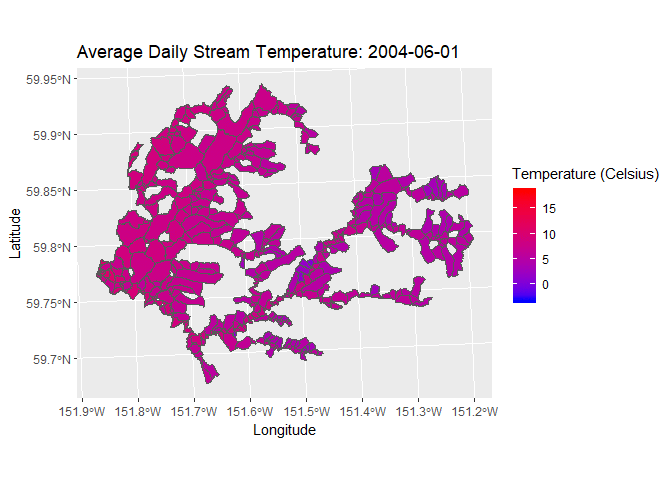 Average Daily Stream Temperature: 2004-06-01
59.95°N
59.9°N
59.85°N
59.8°N
59.75°N
59.7°N
Latitude
151.9°W 151.8°W 151.7°W 151.6°W 151.5°W 151.4°W 151.3°W 151.2°W
Longitude
Temperature (Celsius)
15
10
5
0